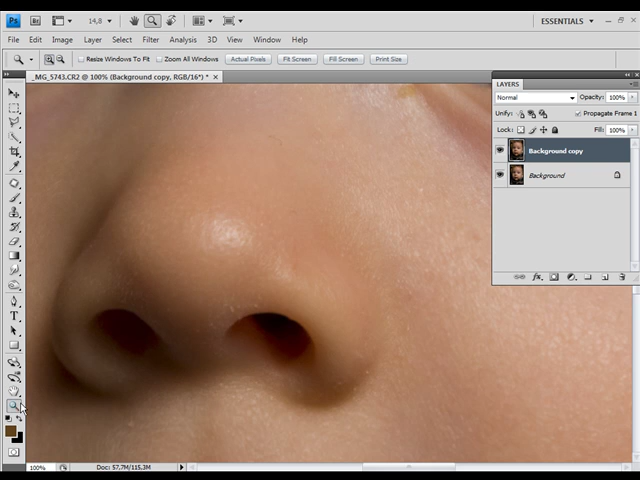 Ps Br 14,8 ESSENTIALS
File Edit Image Layer Select Filter Analysis 3D View Window Help
Resize Windows To Fit Zoom All Windows Actual Pixels Fit Screen Fill Screen Print Size
_MG_5743.CR2 @ 100% (Background copy, RGB/16*) * x
LAYERS
Normal Opacity: 100%
Unify: Propagate Frame 1
Lock: Fill: 100%
Background copy
Background
T
fx
100% Doc: 57,7M/115,3M